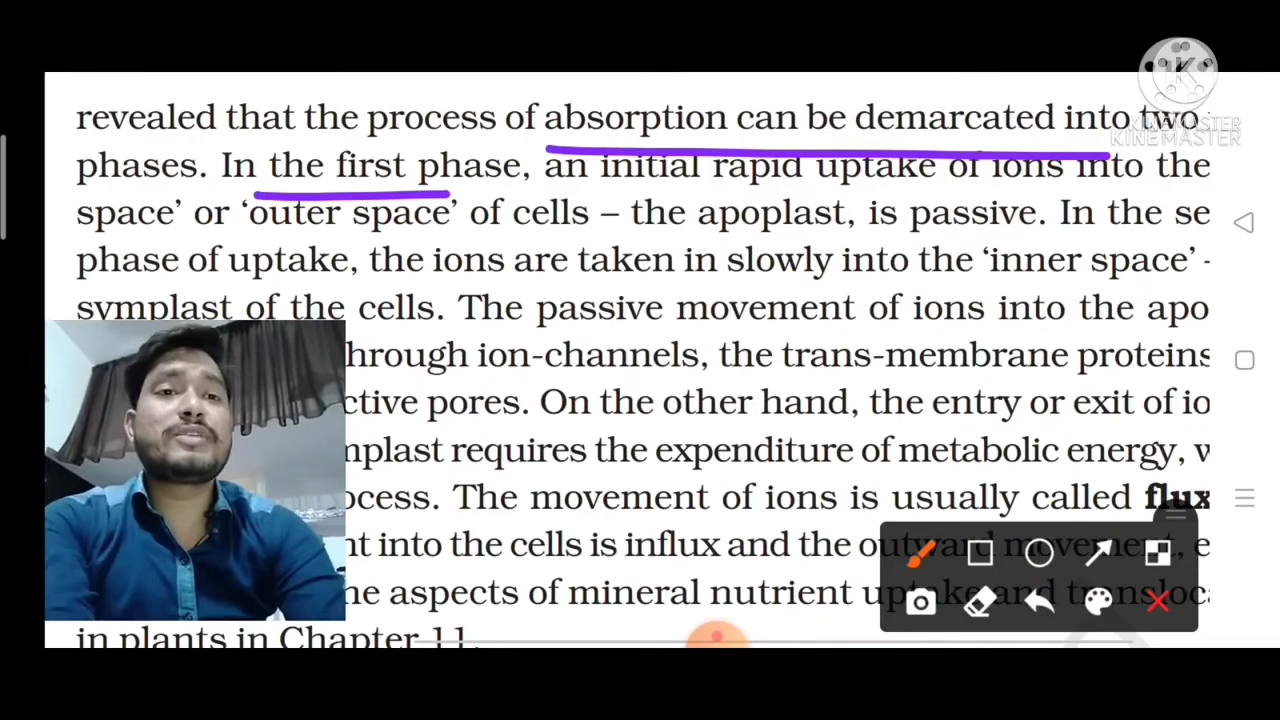 revealed that the process of absorption can be demarcated into two
phases. In the first phase, an initial rapid uptake of ions into the
space’ or ‘outer space’ of cells – the apoplast, is passive. In the se
phase of uptake, the ions are taken in slowly into the ‘inner space’ -
symplast of the cells. The passive movement of ions into the apo
hrough ion-channels, the trans-membrane proteins
ctive pores. On the other hand, the entry or exit of io
mplast requires the expenditure of metabolic energy, w
ocess. The movement of ions is usually called flux
nt into the cells is influx and the outward movement, e
he aspects of mineral nutrient uptake and transloca
in plants in Chapter 11.
KINEMASTER